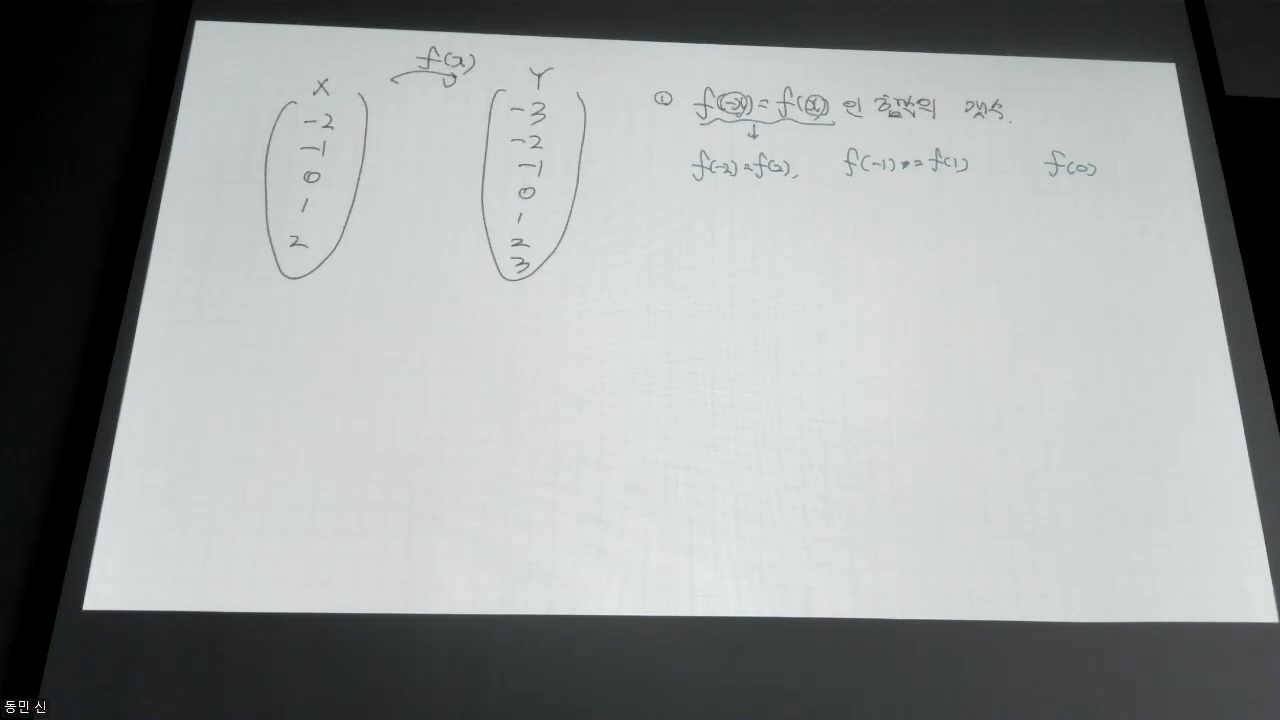 f(x)
X
-2
-1
0
1
2
Y
-3
-2
-1
0
1
2
3
① f(-x) = f(x) 인 함수의 개수.
f(-2) = f(2), f(-1) = f(1) f(0)
동민 신